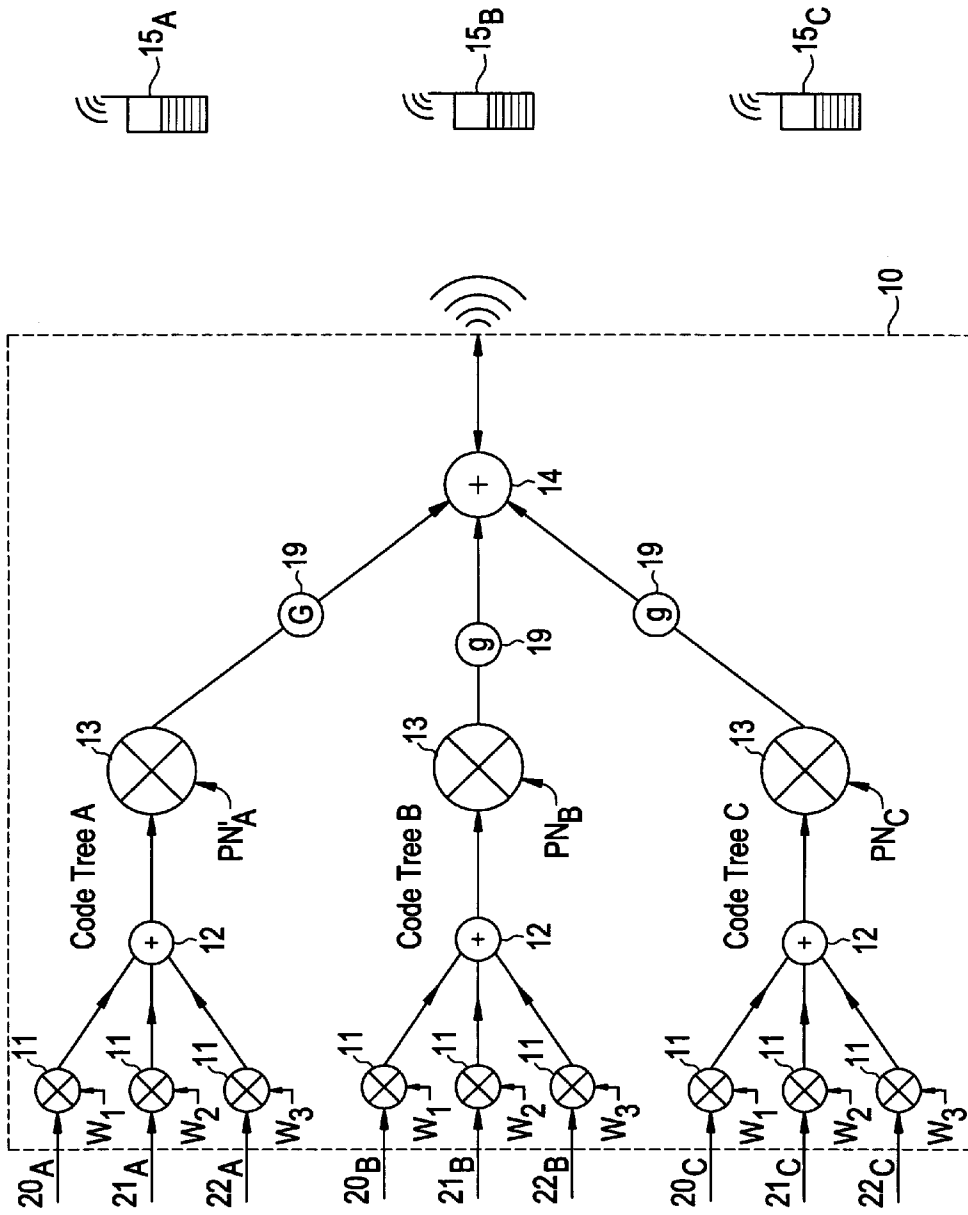 20A
11
W1
21A
11
W2
22A
11
W3
+
12
Code Tree A
13
PN'A
G
19
20B
11
W1
21B
11
W2
22B
11
W3
+
12
Code Tree B
13
PNB
g
19
20C
11
W1
21C
11
W2
22C
11
W3
+
12
Code Tree C
13
PNC
g
19
+
14
10
15A
15B
15C